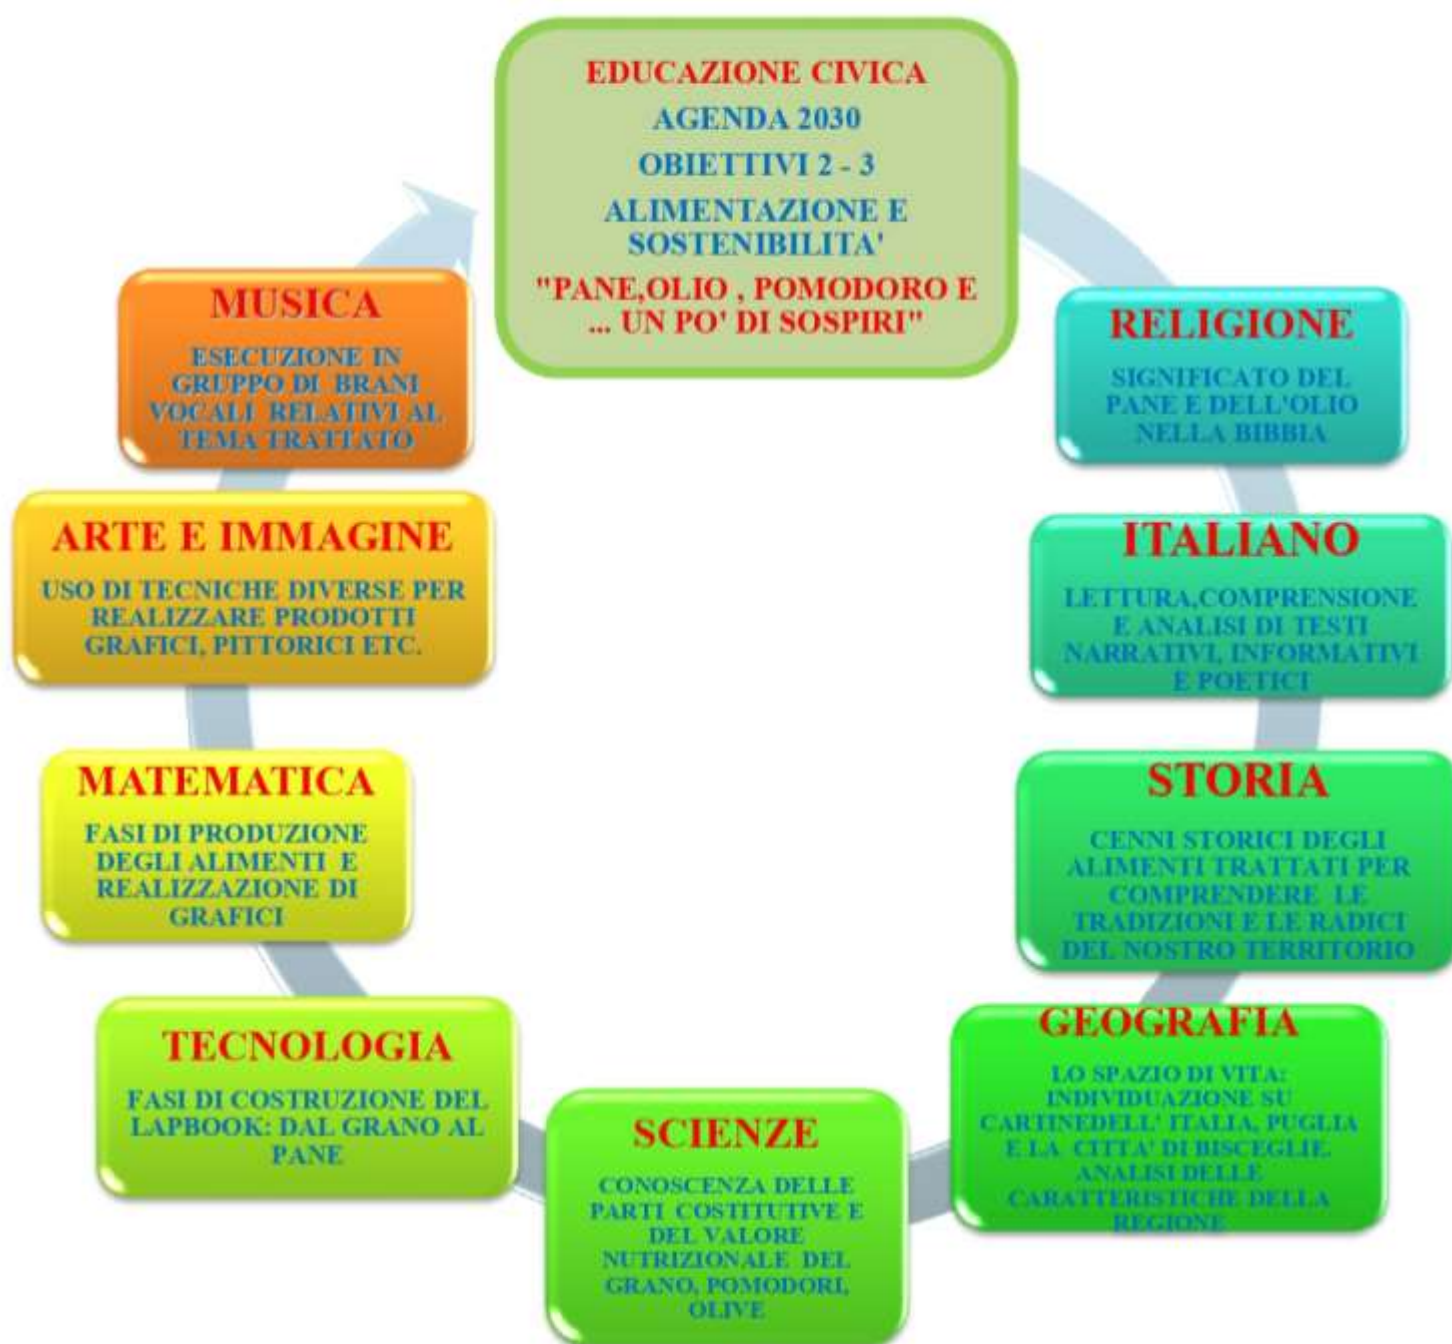 EDUCAZIONE CIVICA
AGENDA 2030
OBIETTIVI 2 - 3
ALIMENTAZIONE E
SOSTENIBILITA'
"PANE,OLIO , POMODORO E
... UN PO' DI SOSPIRI"
RELIGIONE
SIGNIFICATO DEL
PANE E DELL'OLIO
NELLA BIBBIA
ITALIANO
LETTURA,COMPRENSIONE
E ANALISI DI TESTI
NARRATIVI, INFORMATIVI
E POETICI
STORIA
CENNI STORICI DEGLI
ALIMENTI TRATTATI PER
COMPRENDERE LE
TRADIZIONI E LE RADICI
DEL NOSTRO TERRITORIO
GEOGRAFIA
LO SPAZIO DI VITA:
INDIVIDUAZIONE SU
CARTINEDELL' ITALIA, PUGLIA
E LA CITTA' DI BISCEGLIE.
ANALISI DELLE
CARATTERISTICHE DELLA
REGIONE
SCIENZE
CONOSCENZA DELLE
PARTI COSTITUTIVE E
DEL VALORE
NUTRIZIONALE DEL
GRANO, POMODORI,
OLIVE
TECNOLOGIA
FASI DI COSTRUZIONE DEL
LAPBOOK: DAL GRANO AL
PANE
MATEMATICA
FASI DI PRODUZIONE
DEGLI ALIMENTI E
REALIZZAZIONE DI
GRAFICI
ARTE E IMMAGINE
USO DI TECNICHE DIVERSE PER
REALIZZARE PRODOTTI
GRAFICI, PITTORICI ETC.
MUSICA
ESECUZIONE IN
GRUPPO DI BRANI
VOCALI RELATIVI AL
TEMA TRATTATO